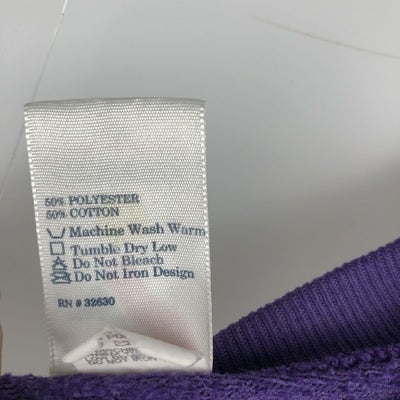 50% POLYESTER
50% COTTON
Machine Wash Warm
Tumble Dry Low
Do Not Bleach
Do Not Iron Design
RN # 32630